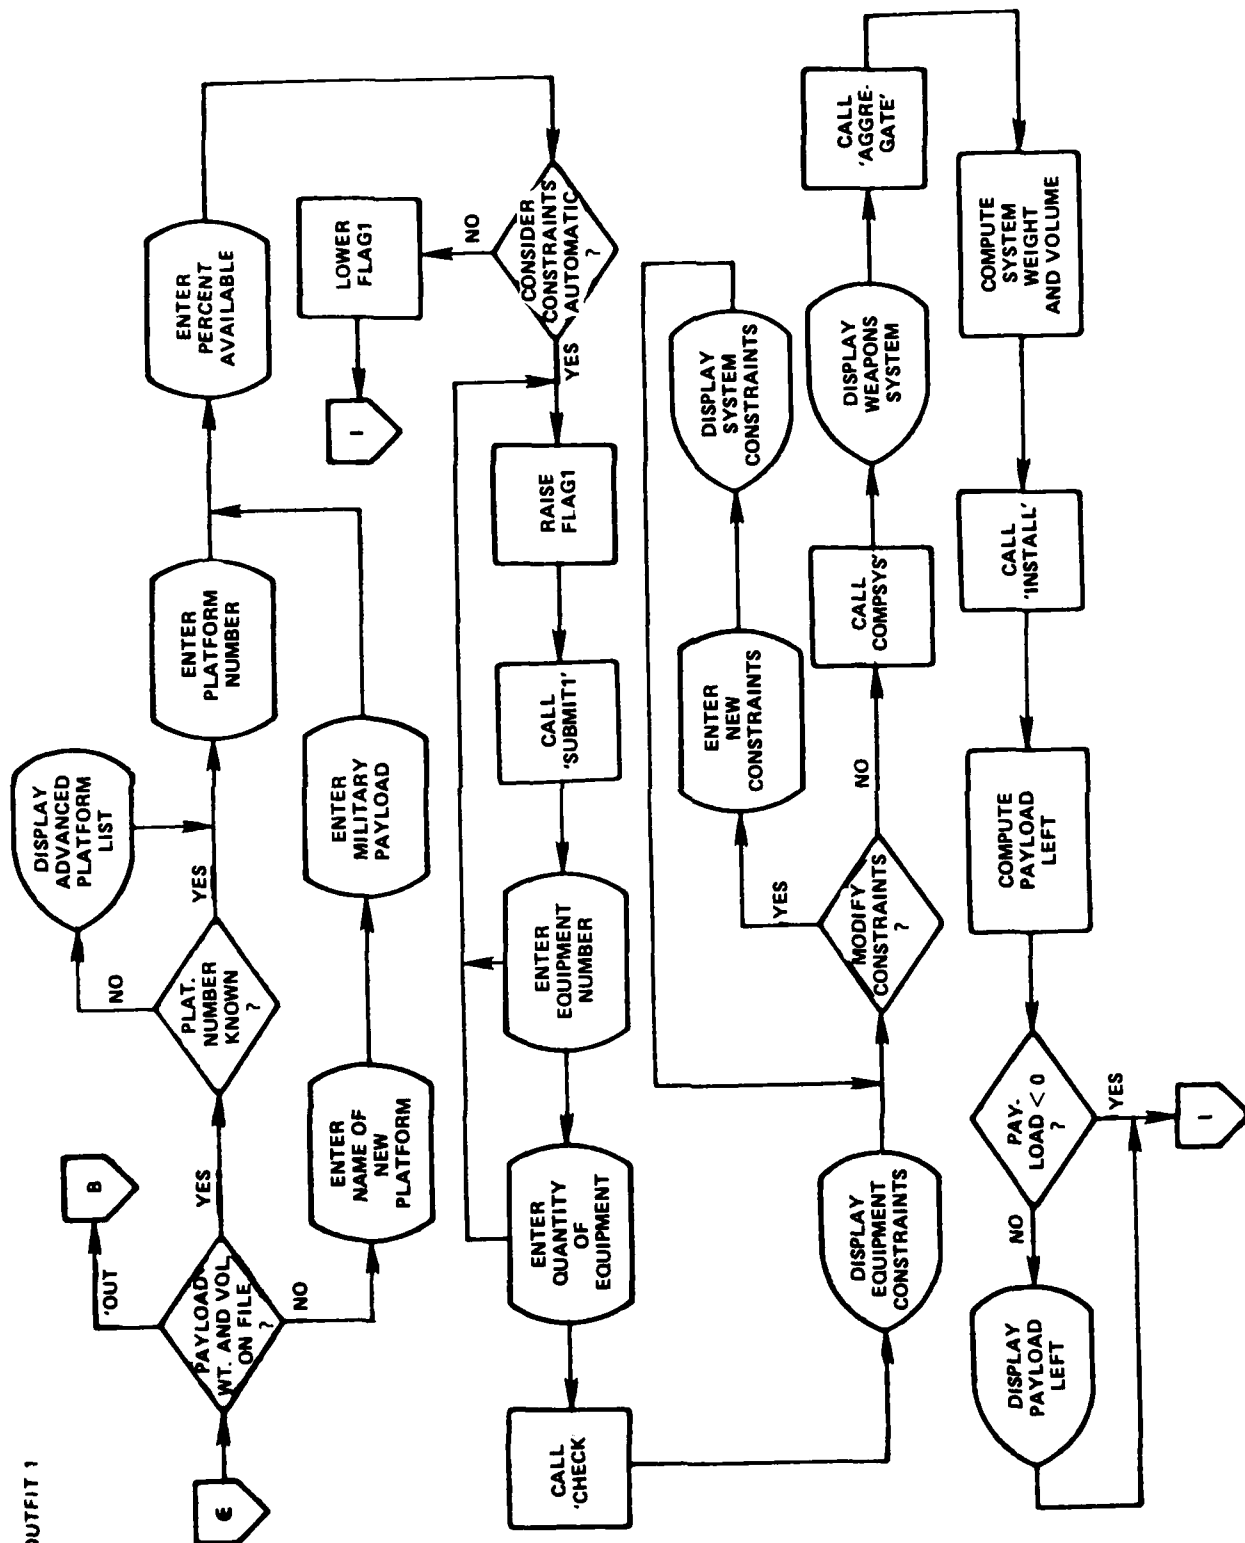 OUTFIT 1
E
PAYLOAD
WT. AND VOL.
ON FILE
?
'OUT
B
YES
NO
PLAT.
NUMBER
KNOWN
?
NO
YES
DISPLAY
ADVANCED
PLATFORM
LIST
ENTER
PLATFORM
NUMBER
ENTER
PERCENT
AVAILABLE
ENTER
NAME OF
NEW
PLATFORM
ENTER
MILITARY
PAYLOAD
CONSIDER
CONSTRAINTS
AUTOMATIC
?
NO
LOWER
FLAG1
I
YES
RAISE
FLAG1
CALL
'SUBMIT1'
ENTER
EQUIPMENT
NUMBER
ENTER
QUANTITY
OF
EQUIPMENT
CALL
'CHECK
DISPLAY
EQUIPMENT
CONSTRAINTS
MODIFY
CONSTRAINTS
?
YES
ENTER
NEW
CONSTRAINTS
DISPLAY
SYSTEM
CONSTRAINTS
NO
CALL
COMPSYS'
DISPLAY
WEAPONS
SYSTEM
CALL
'AGGRE-
GATE'
COMPUTE
SYSTEM
WEIGHT
AND VOLUME
CALL
'INSTALL'
COMPUTE
PAYLOAD
LEFT
PAY-
LOAD < 0
?
NO
YES
DISPLAY
PAYLOAD
LEFT
I